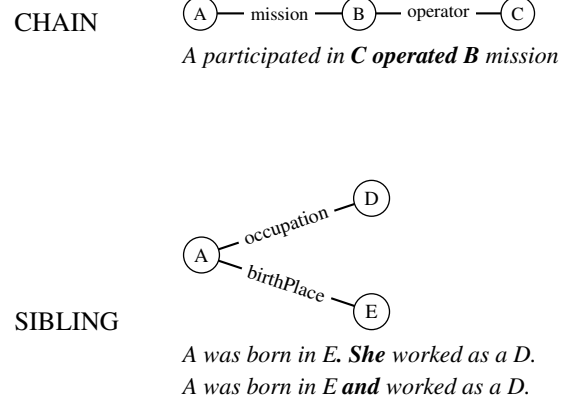 CHAIN
A mission B operator C
A participated in C operated B mission
D
occupation
A
birthPlace
E
SIBLING
A was born in E. She worked as a D.
A was born in E and worked as a D.